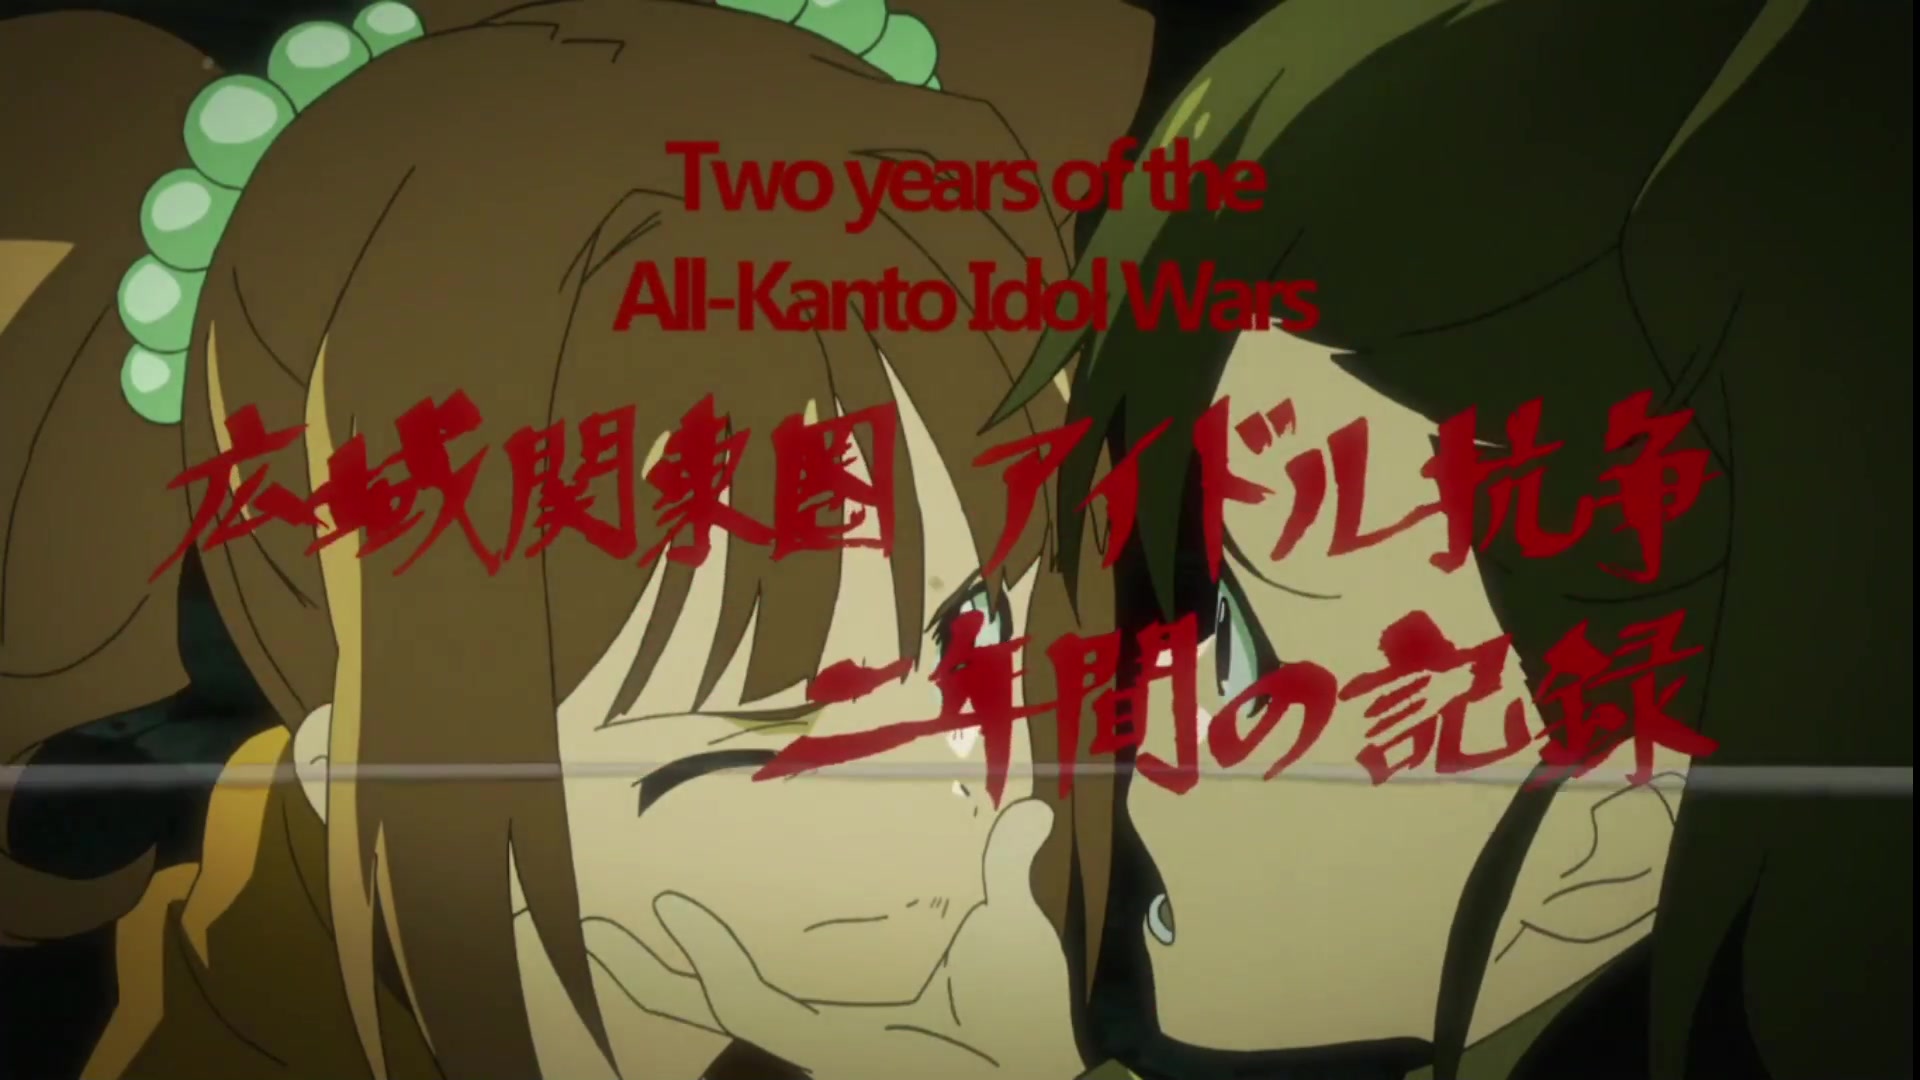 Two years of the
All-Kanto Idol Wars
広域関東圏 アイドル抗争
二年間の記録